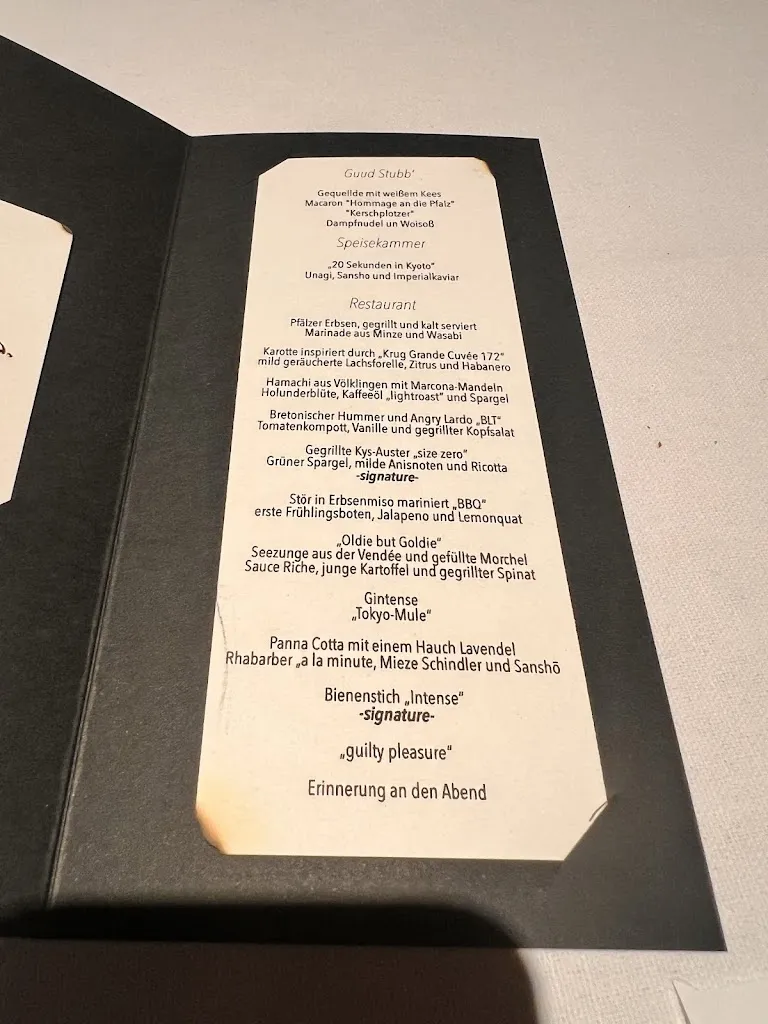 Guud Stubb'
Gequellde mit weißem Kees
Macaron "Hommage an die Pfalz"
"Kerschplotzer"
Dampfnudel un Woisoß
Speisekammer
„20 Sekunden in Kyoto"
Unagi, Sansho und Imperialkaviar
Restaurant
Pfälzer Erbsen, gegrillt und kalt serviert
Marinade aus Minze und Wasabi
Karotte inspiriert durch „Krug Grande Cuvée 172"
mild geräucherte Lachsforelle, Zitrus und Habanero
Hamachi aus Völklingen mit Marcona-Mandeln
Holunderblüte, Kaffeeöl „lightroast" und Spargel
Bretonischer Hummer und Angry Lardo „BLT"
Tomatenkompott, Vanille und gegrillter Kopfsalat
Gegrillte Kys-Auster „size zero"
Grüner Spargel, milde Anisnoten und Ricotta
-signature-
Stör in Erbsenmiso mariniert „BBQ"
erste Frühlingsboten, Jalapeno und Lemonquat
„Oldie but Goldie"
Seezunge aus der Vendée und gefüllte Morchel
Sauce Riche, junge Kartoffel und gegrillter Spinat
Gintense
„Tokyo-Mule"
Panna Cotta mit einem Hauch Lavendel
Rhabarber „a la minute, Mieze Schindler und Sanshō
Bienenstich „Intense"
-signature-
„guilty pleasure"
Erinnerung an den Abend